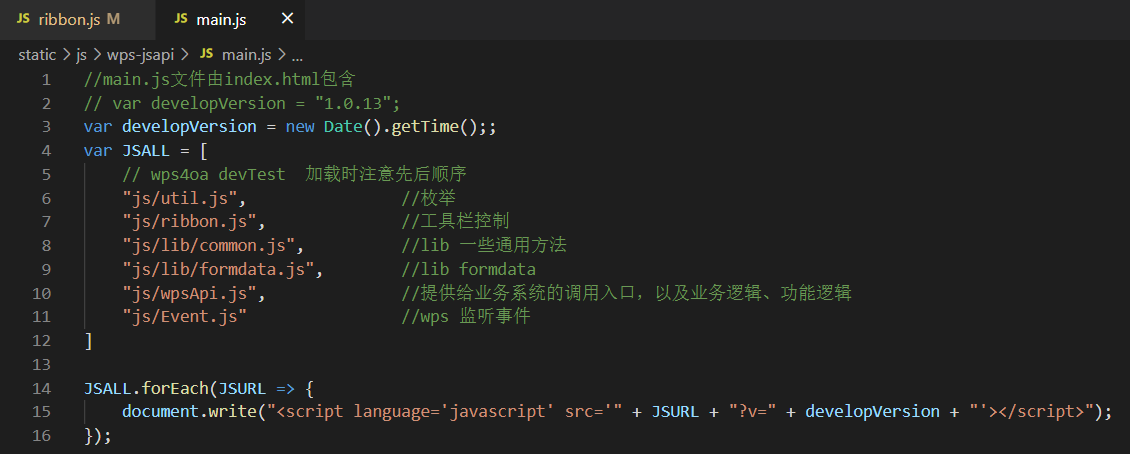 JS ribbon.js M JS main.js ×
static > js > wps-jsapi > JS main.js > ...
1 //main.js文件由index.html包含
2 // var developVersion = "1.0.13";
3 var developVersion = new Date().getTime();;
4 var JSALL = [
5 // wps4oa devTest  加载时注意先后顺序
6 "js/util.js", //枚举
7 "js/ribbon.js", //工具栏控制
8 "js/lib/common.js", //lib 一些通用方法
9 "js/lib/formdata.js", //lib formdata
10 "js/wpsApi.js", //提供给业务系统的调用入口，以及业务逻辑、功能逻辑
11 "js/Event.js" //wps 监听事件
12 ]
13
14 JSALL.forEach(JSURL => {
15 document.write("<script language='javascript' src='" + JSURL + "?v=" + developVersion + "'></script>");
16 });